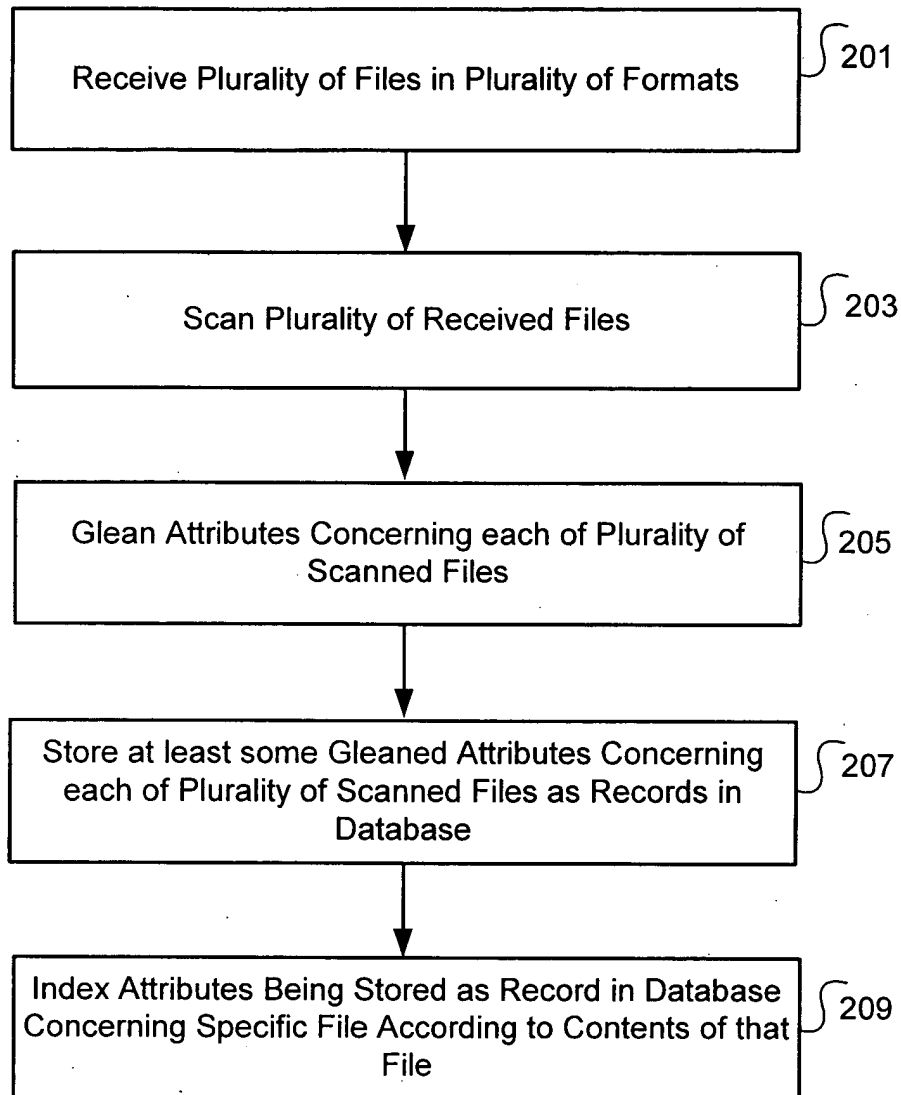 Receive Plurality of Files in Plurality of Formats
201
Scan Plurality of Received Files
203
Glean Attributes Concerning each of Plurality of
Scanned Files
205
Store at least some Gleaned Attributes Concerning
each of Plurality of Scanned Files as Records in
Database
207
Index Attributes Being Stored as Record in Database
Concerning Specific File According to Contents of that
File
209